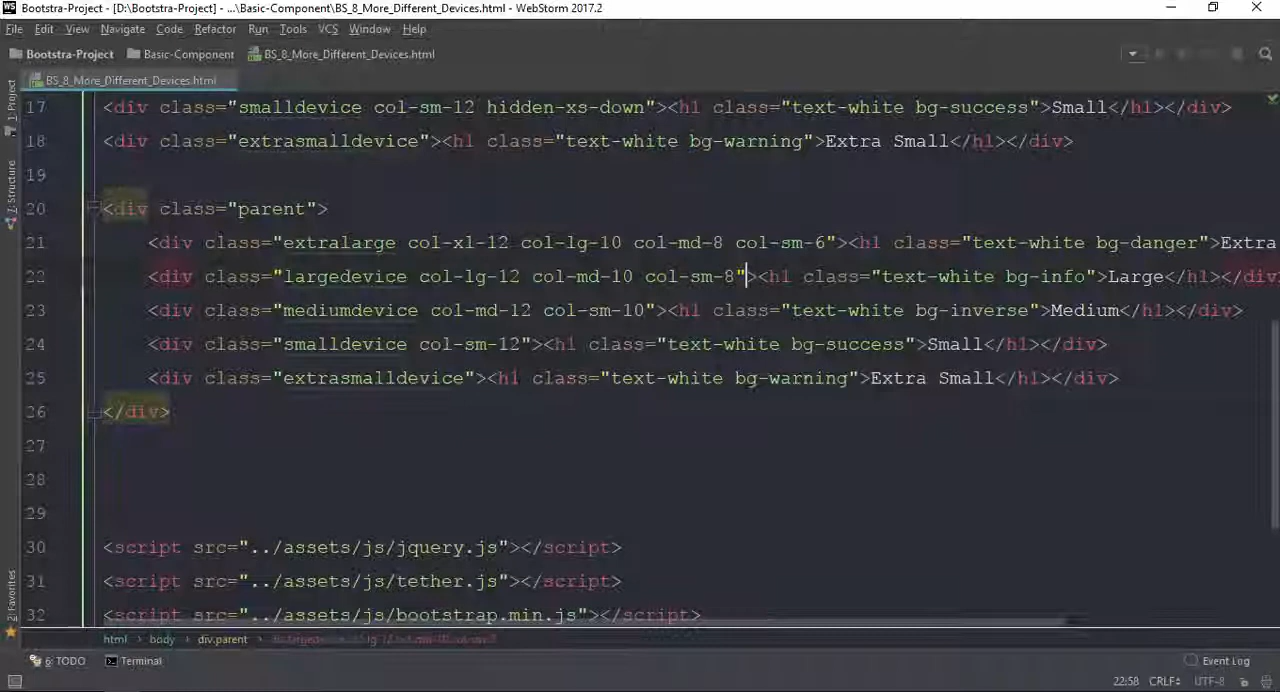 Bootstra-Project - [D:\Bootstra-Project] - ...\Basic-Component\BS_8_More_Different_Devices.html - WebStorm 2017.2
File Edit View Navigate Code Refactor Run Tools VCS Window Help
Bootstra-Project Basic-Component BS_8_More_Different_Devices.html
BS_8_More_Different_Devices.html
1: Project
7: Structure
2: Favorites
17 <div class="smalldevice col-sm-12 hidden-xs-down"><h1 class="text-white bg-success">Small</h1></div>
18 <div class="extrasmalldevice"><h1 class="text-white bg-warning">Extra Small</h1></div>
19
20 <div class="parent">
21 <div class="extralarge col-xl-12 col-lg-10 col-md-8 col-sm-6"><h1 class="text-white bg-danger">Extra
22 <div class="largedevice col-lg-12 col-md-10 col-sm-8"><h1 class="text-white bg-info">Large</h1></div
23 <div class="mediumdevice col-md-12 col-sm-10"><h1 class="text-white bg-inverse">Medium</h1></div>
24 <div class="smalldevice col-sm-12"><h1 class="text-white bg-success">Small</h1></div>
25 <div class="extrasmalldevice"><h1 class="text-white bg-warning">Extra Small</h1></div>
26 </div>
27
28
29
30 <script src="../assets/js/jquery.js"></script>
31 <script src="../assets/js/tether.js"></script>
32 <script src="../assets/js/bootstrap.min.js"></script>
html body div.parent
6: TODO Terminal Event Log
22:58 CRLF UTF-8